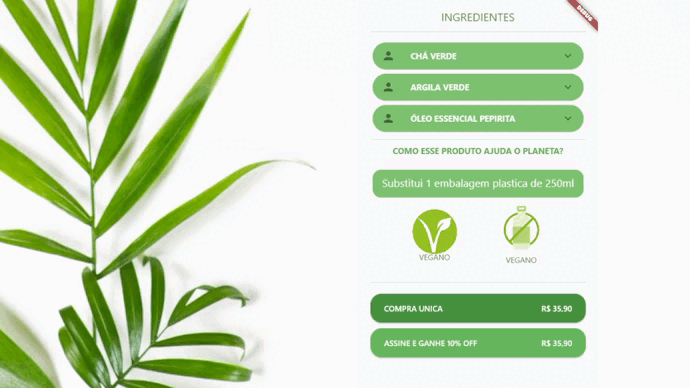 INGREDIENTES
DEBUG
CHÁ VERDE
ARGILA VERDE
ÓLEO ESSENCIAL PEPIRITA
COMO ESSE PRODUTO AJUDA O PLANETA?
Substitui 1 embalagem plastica de 250ml
VEGANO
VEGANO
COMPRA UNICA R$ 35,90
ASSINE E GANHE 10% OFF R$ 35,90